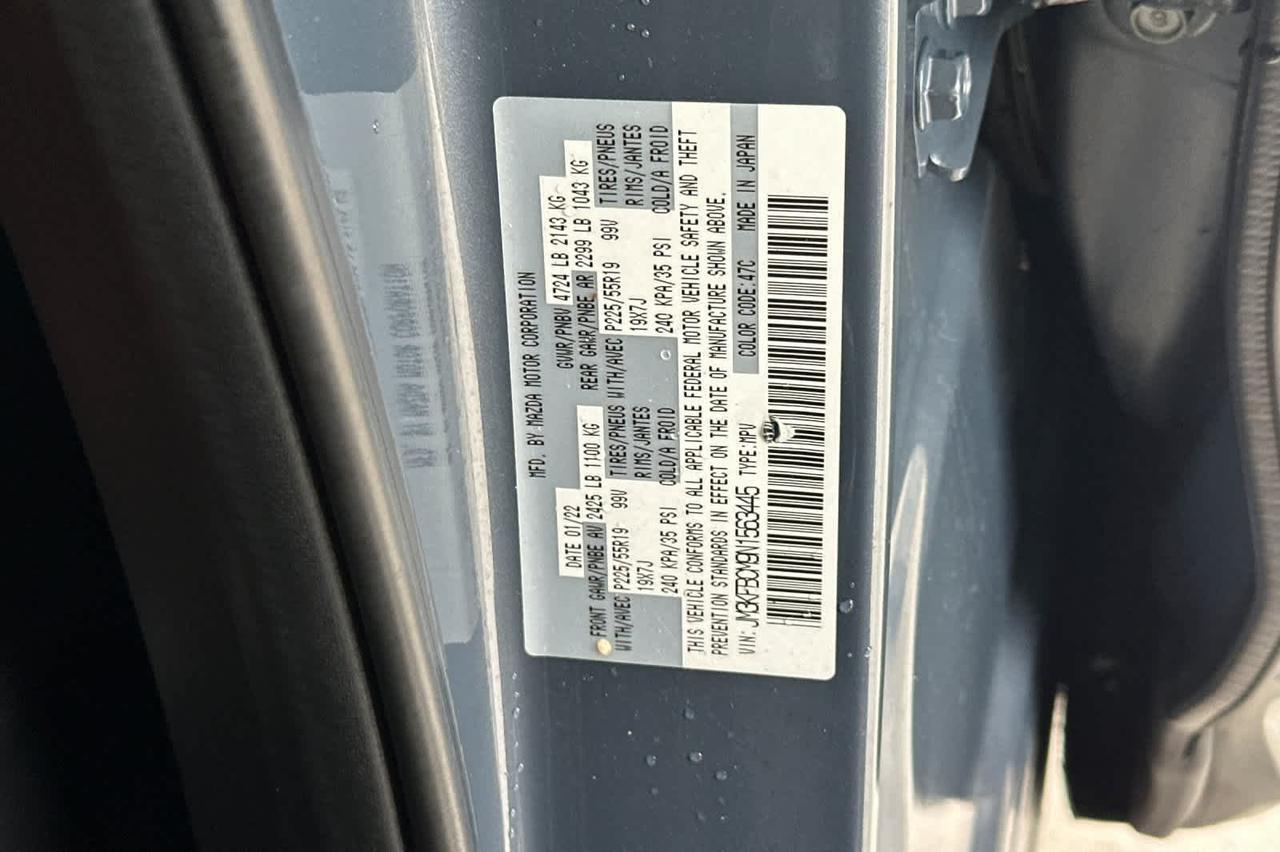 MFD. BY MAZDA MOTOR CORPORATION
DATE 01/22 GVWR/PNBV 4724 LB 2143 KG
FRONT GAWR/PNBE AV 2425 LB 1100 KG REAR GAWR/PNBE AR 2299 LB 1043 KG
WITH/AVEC P225/55R19 99V TIRES/PNEUS WITH/AVEC P225/55R19 99V TIRES/PNEUS
19X7J RIMS/JANTES 19X7J RIMS/JANTES
240 KPA/35 PSI COLD/A FROID 240 KPA/35 PSI COLD/A FROID
THIS VEHICLE CONFORMS TO ALL APPLICABLE FEDERAL MOTOR VEHICLE SAFETY AND THEFT
PREVENTION STANDARDS IN EFFECT ON THE DATE OF MANUFACTURE SHOWN ABOVE.
VIN: JM3KFBCM9N1563445 TYPE:MPV COLOR CODE:47C MADE IN JAPAN